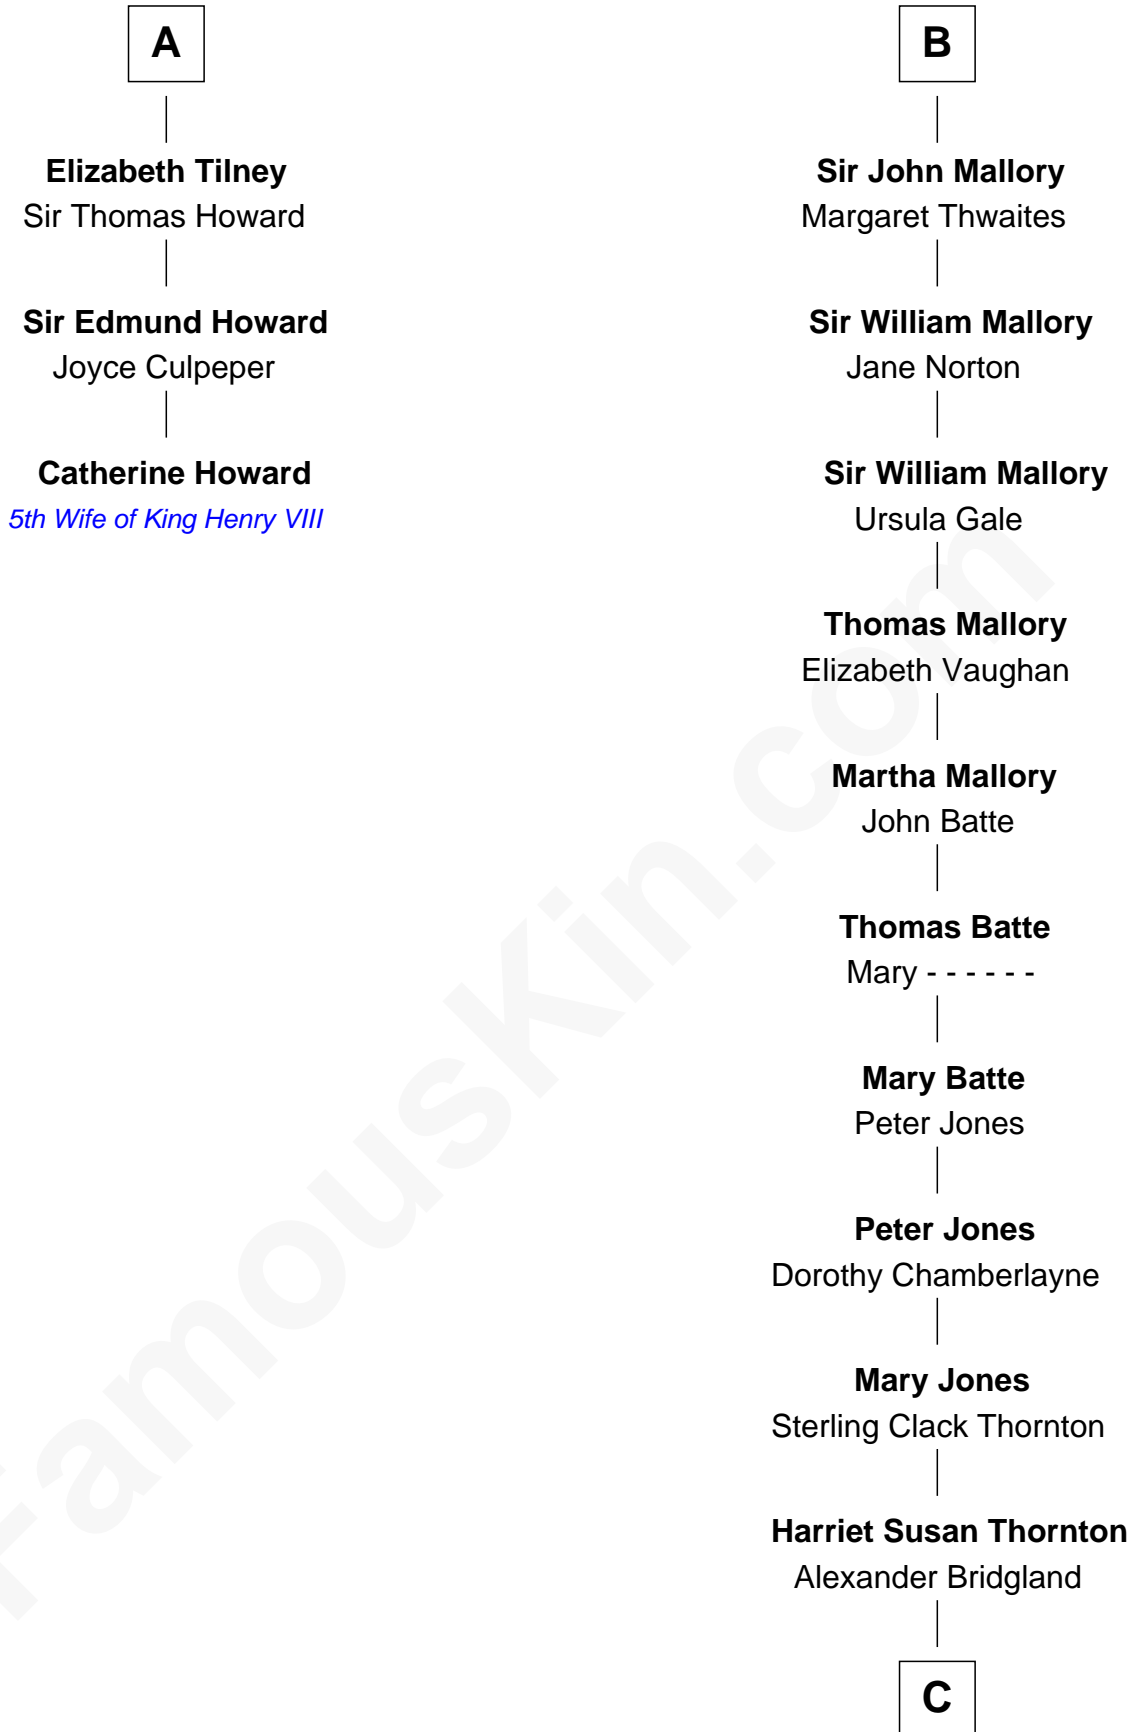 A
Elizabeth Tilney
Sir Thomas Howard
Sir Edmund Howard
Joyce Culpeper
Catherine Howard
5th Wife of King Henry VIII
B
Sir John Mallory
Margaret Thwaites
Sir William Mallory
Jane Norton
Sir William Mallory
Ursula Gale
Thomas Mallory
Elizabeth Vaughan
Martha Mallory
John Batte
Thomas Batte
Mary - - - - - -
Mary Batte
Peter Jones
Peter Jones
Dorothy Chamberlayne
Mary Jones
Sterling Clack Thornton
Harriet Susan Thornton
Alexander Bridgland
C
FamousKin.com